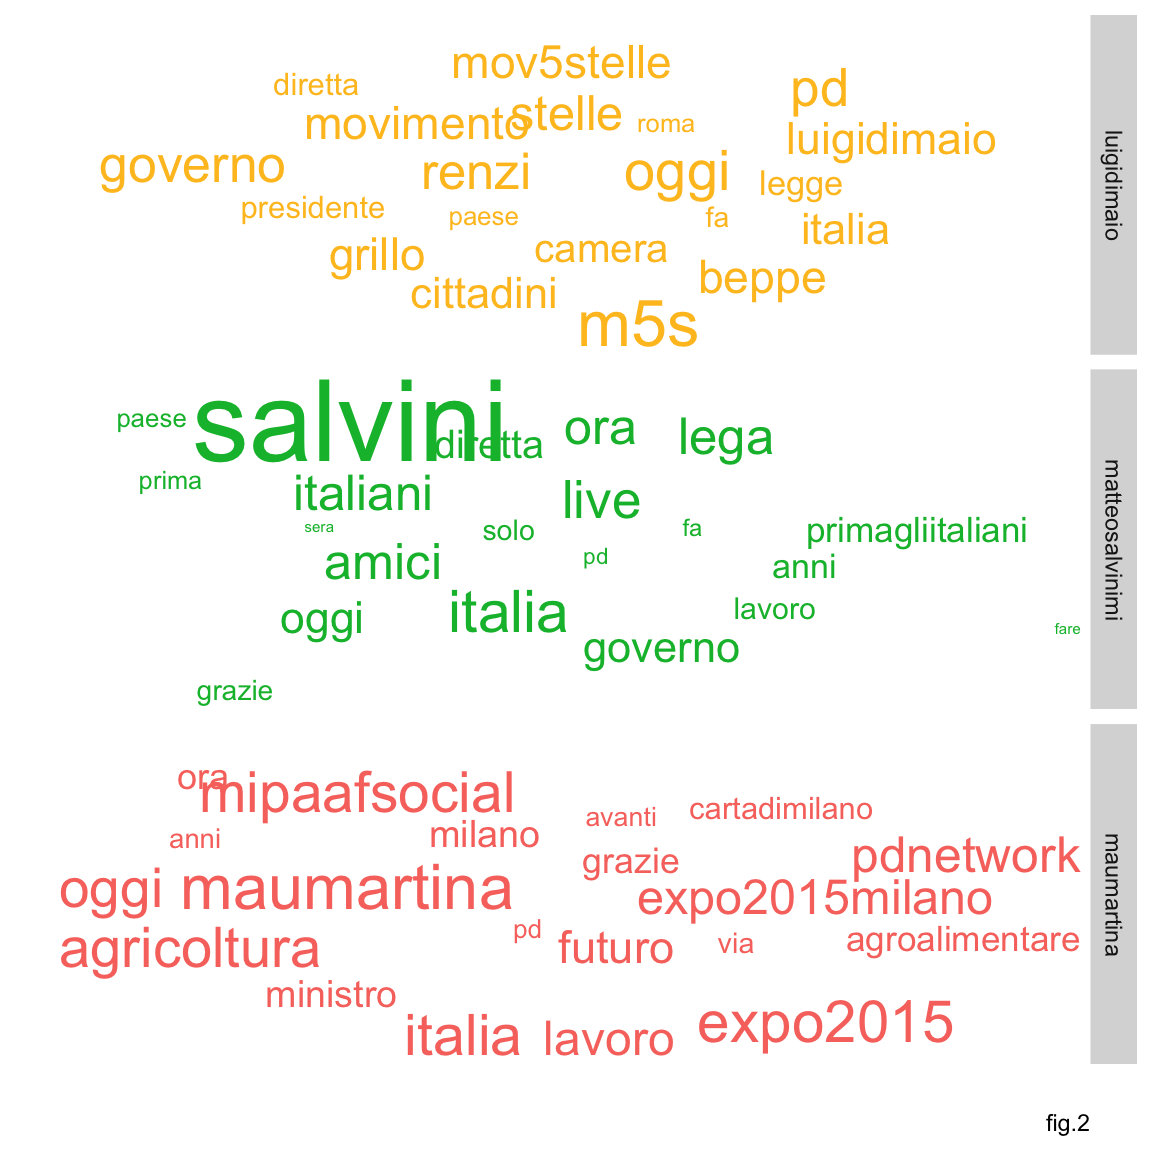 mov5stelle
diretta
pd
movimento
stelle
roma
luigidimaio
governo
renzi
oggi
legge
presidente
paese
fa
italia
grillo
camera
beppe
cittadini
m5s
luigidimaio
salvini
paese
diretta
ora
lega
prima
italiani
live
sera
solo
fa
primagliitaliani
amici
pd
anni
oggi
italia
lavoro
governo
fare
grazie
matteosalvinimi
ora
mipaafsocial
avanti
cartadimilano
anni
milano
grazie
pdnetwork
oggi
maumartina
expo2015milano
agricoltura
pd
futuro
via
agroalimentare
ministro
italia
lavoro
expo2015
maumartina
fig.2